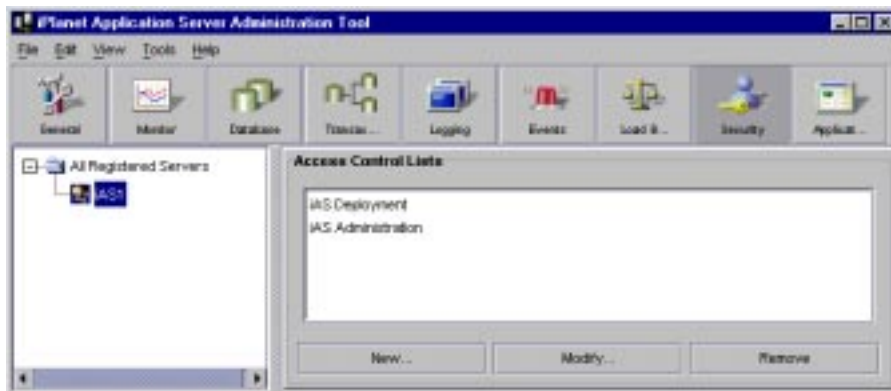 iPlanet Application Server Administration Tool
File Edit View Tools Help
General Monitor Database Transac... Logging Events Load B... Security Applicati...
All Registered Servers
iAS1
Access Control Lists
iAS Deployment
iAS Administration
New... Modify... Remove